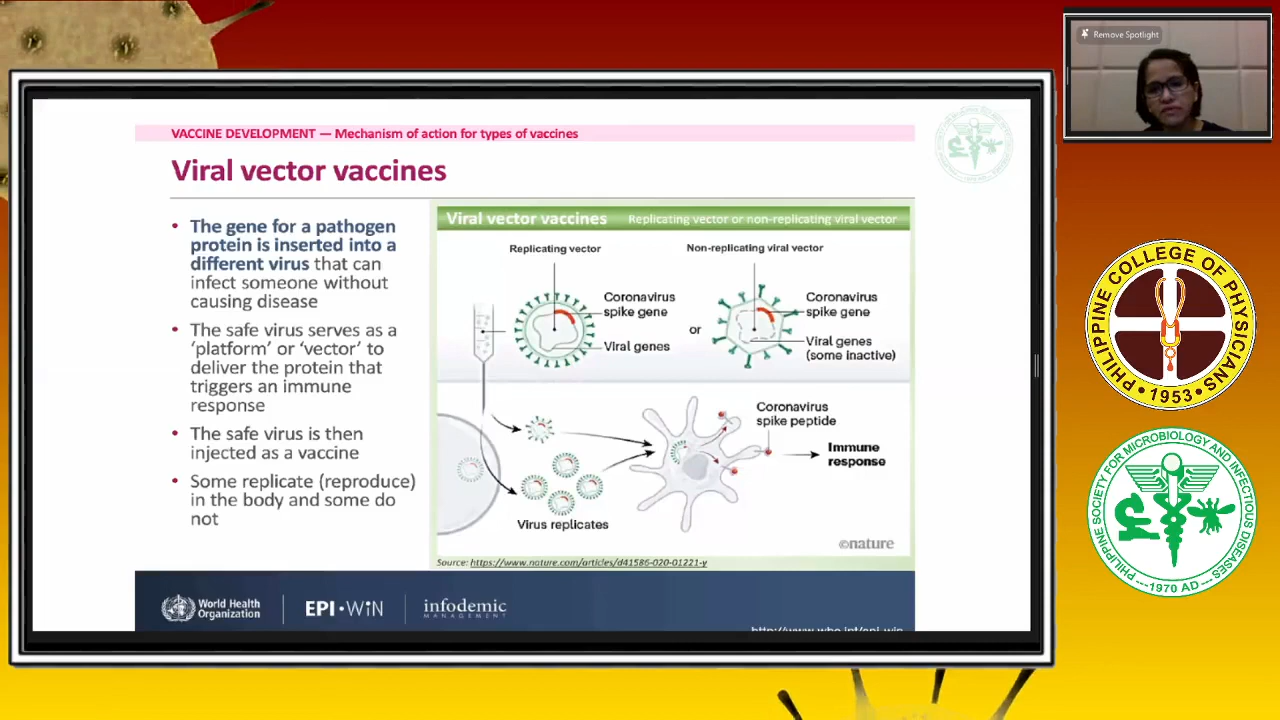 Remove Spotlight
VACCINE DEVELOPMENT — Mechanism of action for types of vaccines
Viral vector vaccines
• The gene for a pathogen
protein is inserted into a
different virus that can
infect someone without
causing disease
• The safe virus serves as a
‘platform’ or ‘vector’ to
deliver the protein that
triggers an immune
response
• The safe virus is then
injected as a vaccine
• Some replicate (reproduce)
in the body and some do
not
Viral vector vaccines Replicating vector or non-replicating viral vector
Replicating vector
Coronavirus
spike gene
Viral genes
or
Non-replicating viral vector
Coronavirus
spike gene
Viral genes
(some inactive)
Virus replicates
Coronavirus
spike peptide
Immune
response
©nature
Source: https://www.nature.com/articles/d41586-020-01221-y
World Health
Organization
EPI•WiN
infodemic
MANAGEMENT
http://www.who.int/epi-win
PHILIPPINE COLLEGE OF PHYSICIANS
• 1953 •
PHILIPPINE SOCIETY FOR MICROBIOLOGY AND INFECTIOUS DISEASES
---1970 AD---